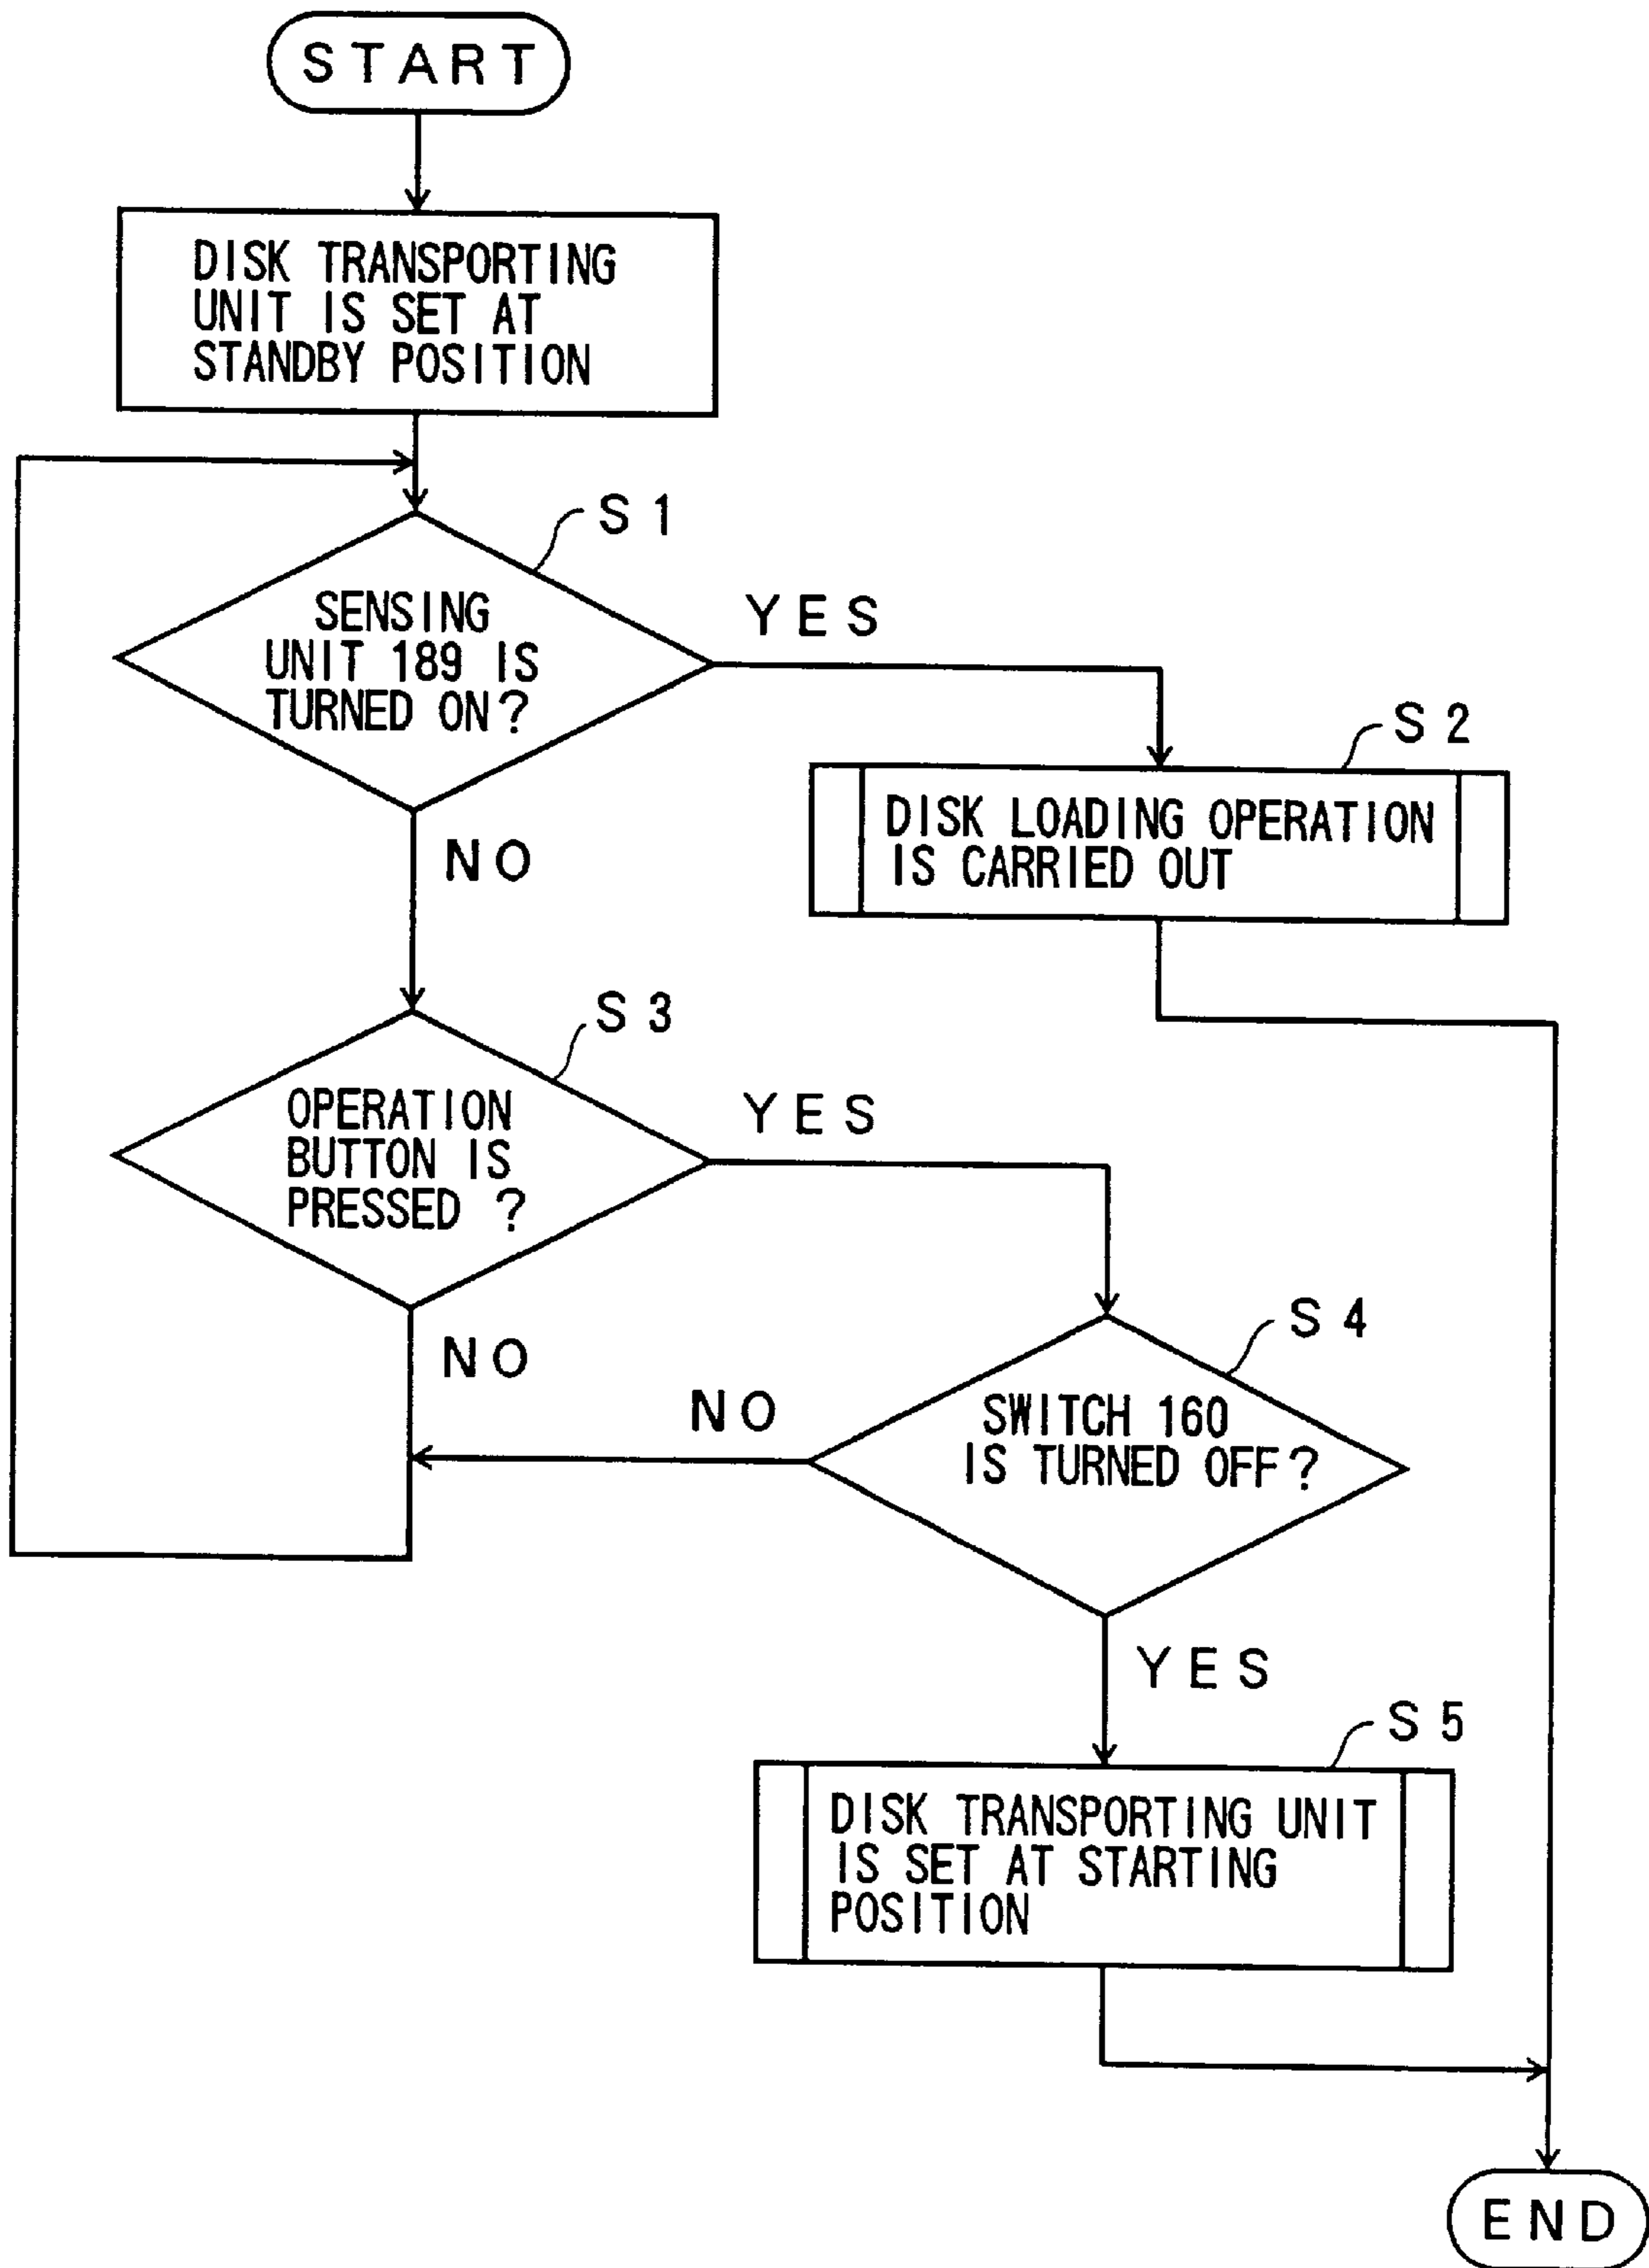 START
DISK TRANSPORTING
UNIT IS SET AT
STANDBY POSITION
S1
SENSING
UNIT 189 IS
TURNED ON?
YES
NO
S2
DISK LOADING OPERATION
IS CARRIED OUT
S3
OPERATION
BUTTON IS
PRESSED ?
YES
NO
S4
SWITCH 160
IS TURNED OFF?
NO
YES
S5
DISK TRANSPORTING UNIT
IS SET AT STARTING
POSITION
END